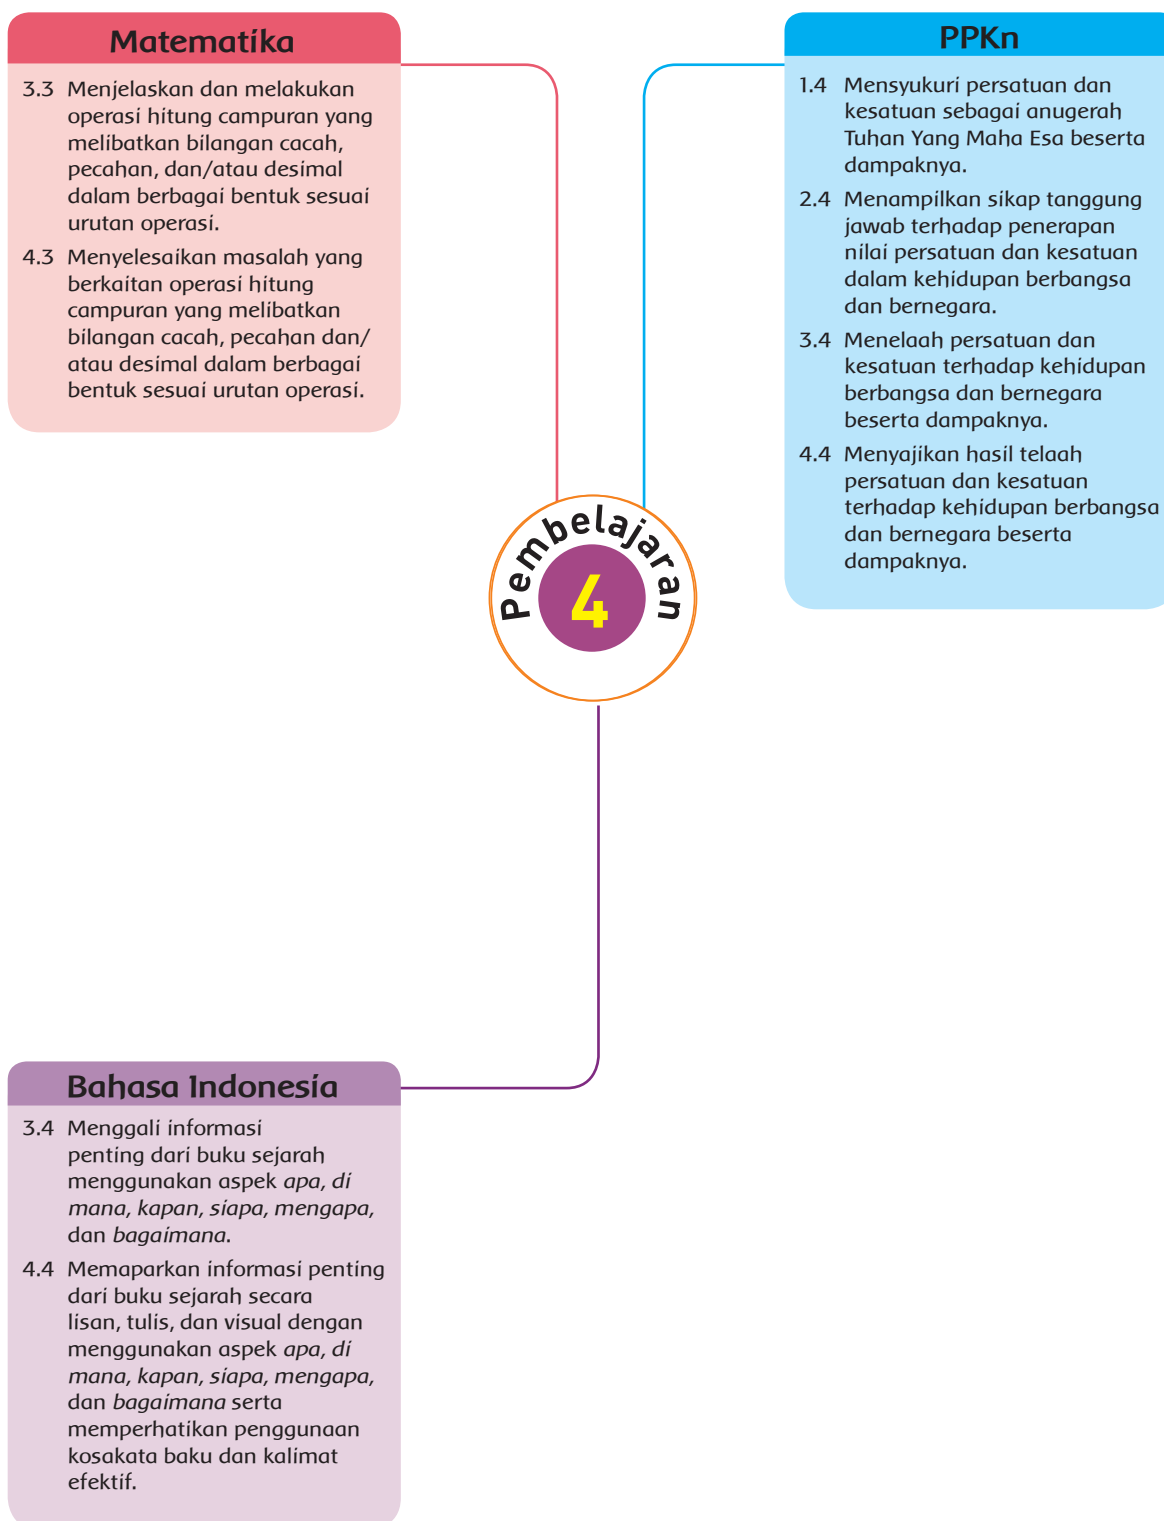 Matematika
3.3 Menjelaskan dan melakukan
operasi hitung campuran yang
melibatkan bilangan cacah,
pecahan, dan/atau desimal
dalam berbagai bentuk sesuai
urutan operasi.
4.3 Menyelesaikan masalah yang
berkaitan operasi hitung
campuran yang melibatkan
bilangan cacah, pecahan dan/
atau desimal dalam berbagai
bentuk sesuai urutan operasi.
PPKn
1.4 Mensyukuri persatuan dan
kesatuan sebagai anugerah
Tuhan Yang Maha Esa beserta
dampaknya.
2.4 Menampilkan sikap tanggung
jawab terhadap penerapan
nilai persatuan dan kesatuan
dalam kehidupan berbangsa
dan bernegara.
3.4 Menelaah persatuan dan
kesatuan terhadap kehidupan
berbangsa dan bernegara
beserta dampaknya.
4.4 Menyajikan hasil telaah
persatuan dan kesatuan
terhadap kehidupan berbangsa
dan bernegara beserta
dampaknya.
Pembelajaran
4
Bahasa Indonesia
3.4 Menggali informasi
penting dari buku sejarah
menggunakan aspek apa, di
mana, kapan, siapa, mengapa,
dan bagaimana.
4.4 Memaparkan informasi penting
dari buku sejarah secara
lisan, tulis, dan visual dengan
menggunakan aspek apa, di
mana, kapan, siapa, mengapa,
dan bagaimana serta
memperhatikan penggunaan
kosakata baku dan kalimat
efektif.